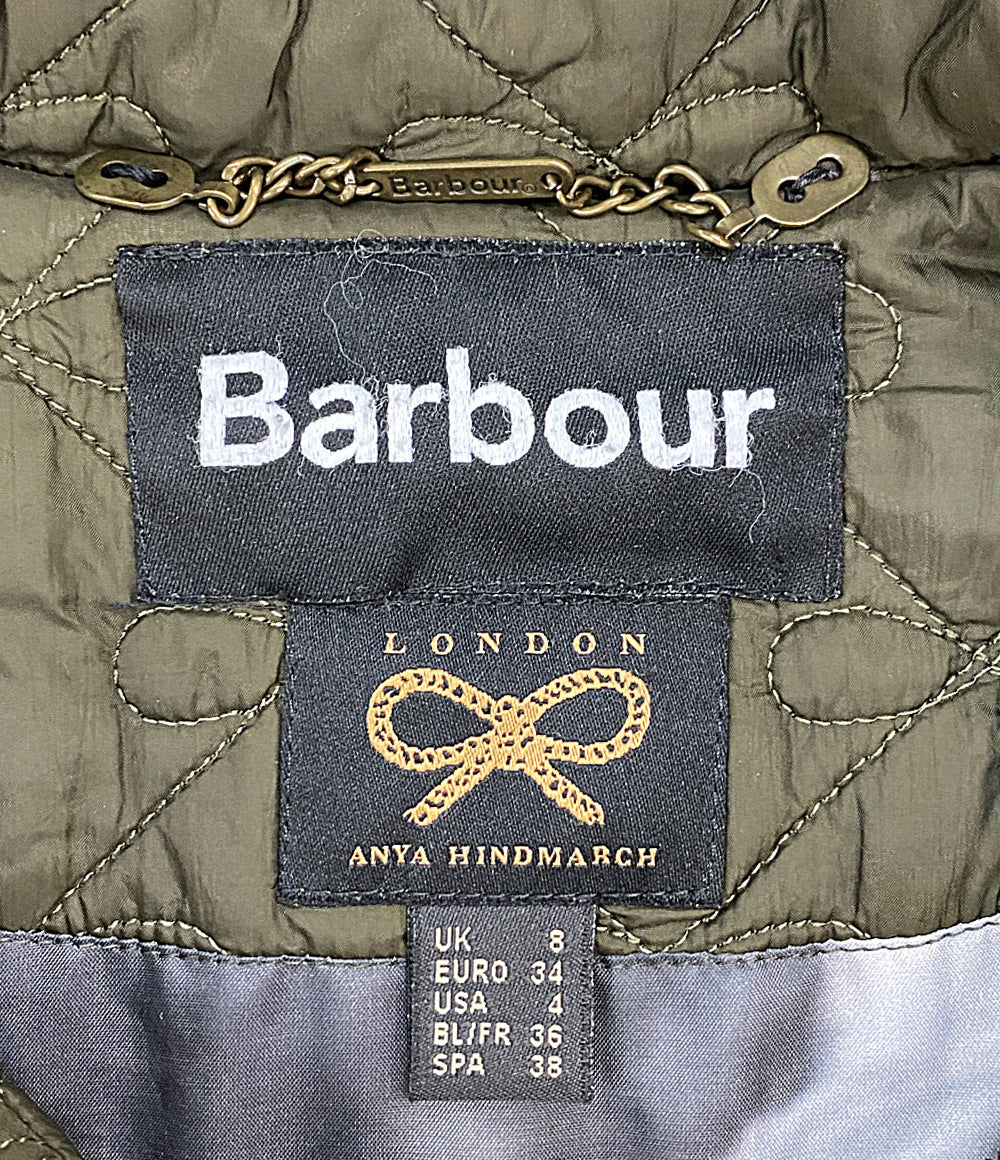 Barbour®
Barbour
LONDON
ANYA HINDMARCH
UK 8
EURO 34
USA 4
BL/FR 36
SPA 38